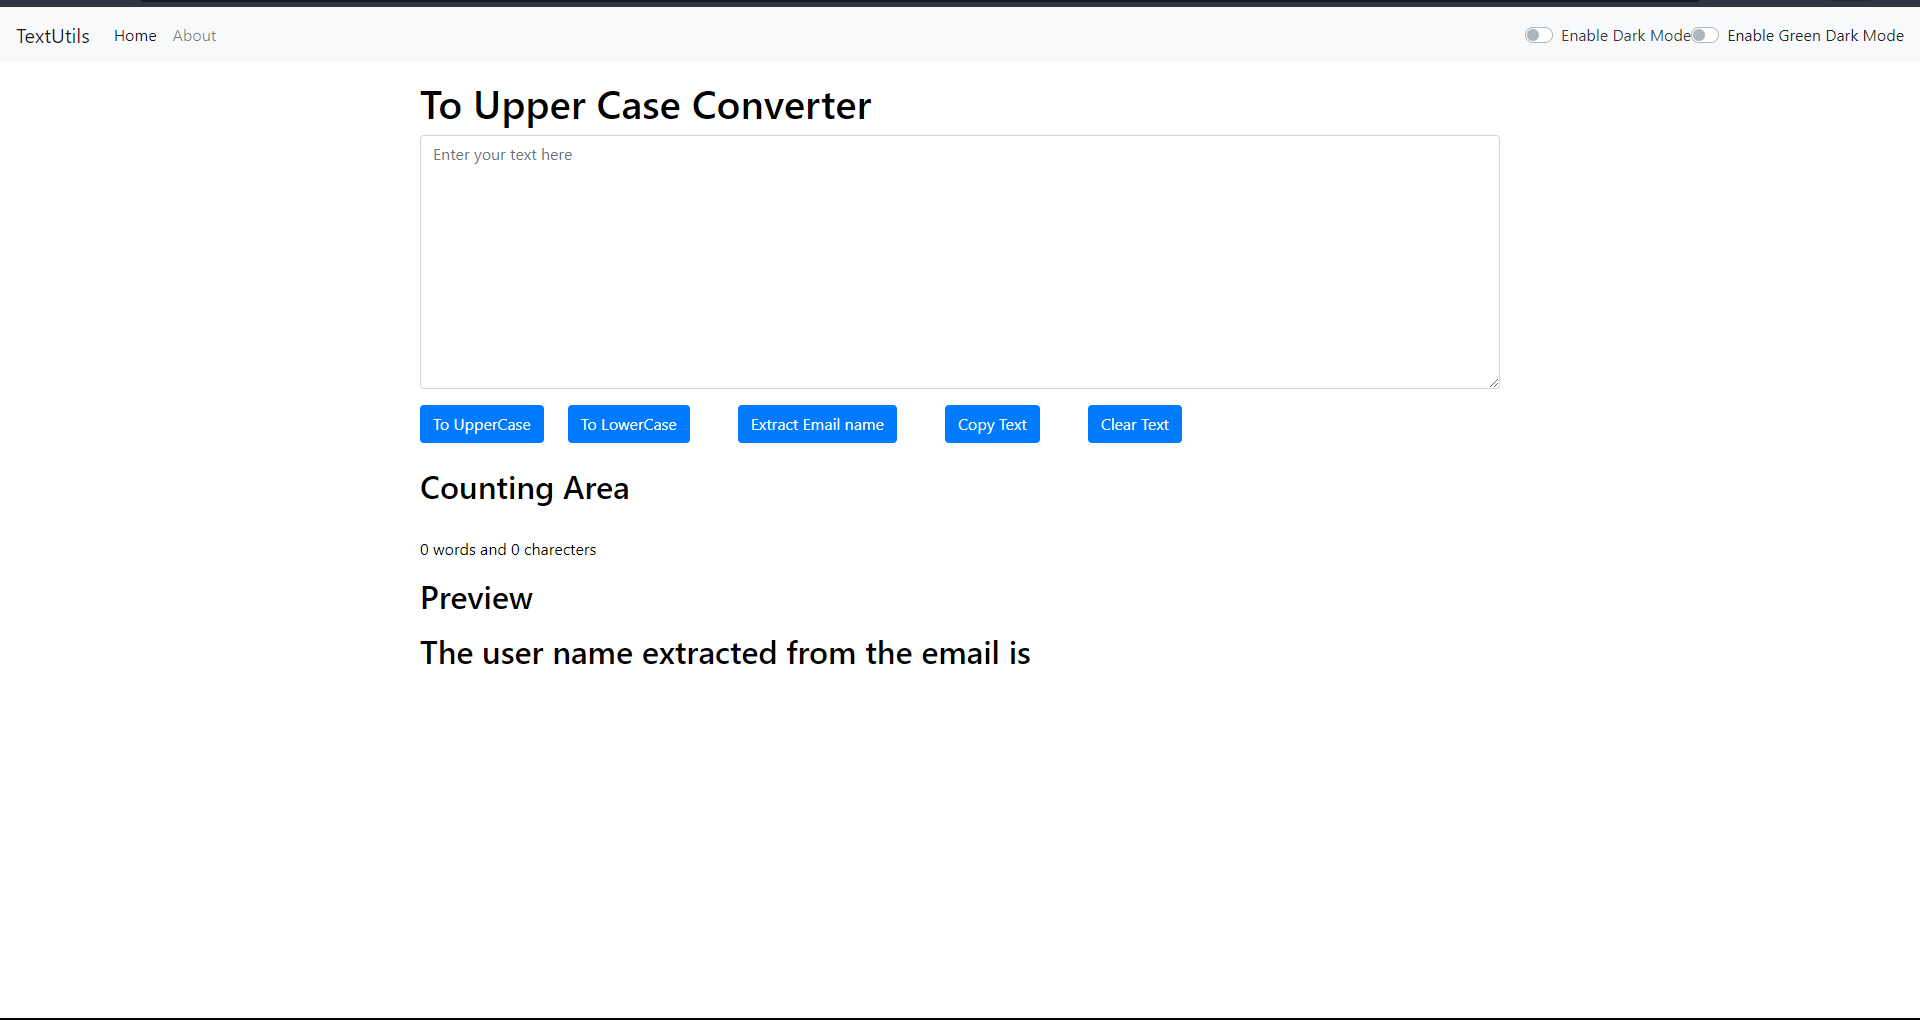 TextUtils Home About Enable Dark Mode Enable Green Dark Mode
To Upper Case Converter
Enter your text here
To UpperCase To LowerCase Extract Email name Copy Text Clear Text
Counting Area
0 words and 0 charecters
Preview
The user name extracted from the email is